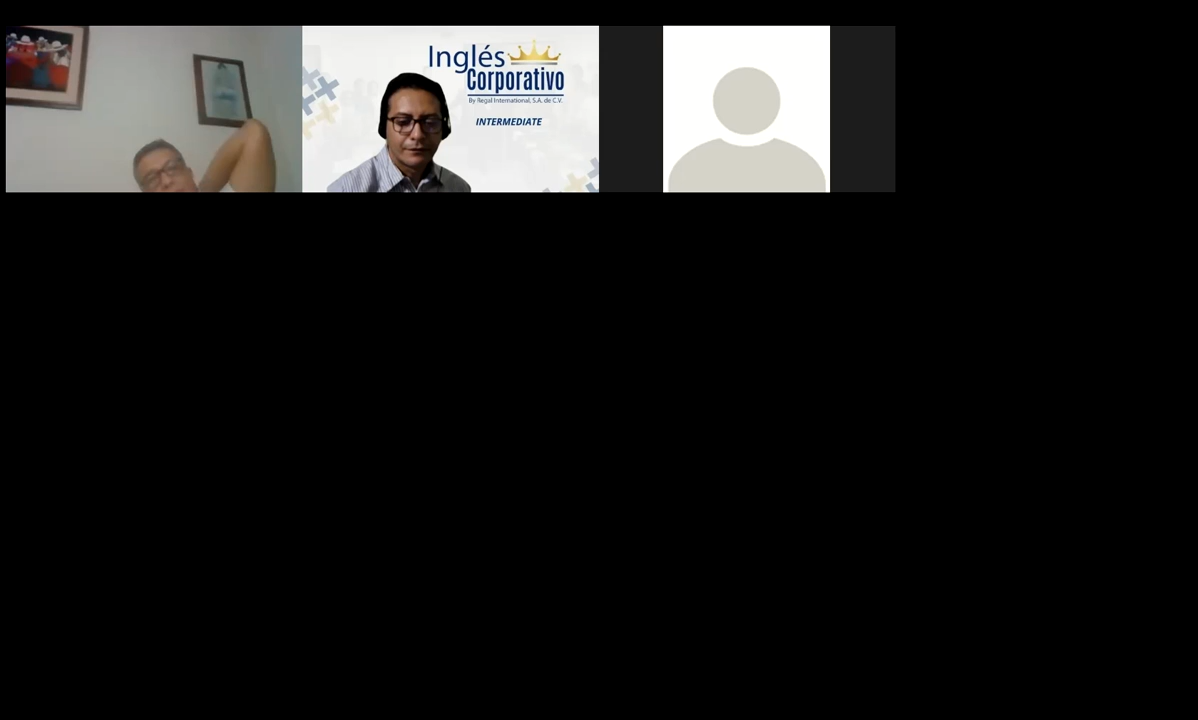 Inglés
Corporativo
By Regal International, S.A. de C.V.
INTERMEDIATE